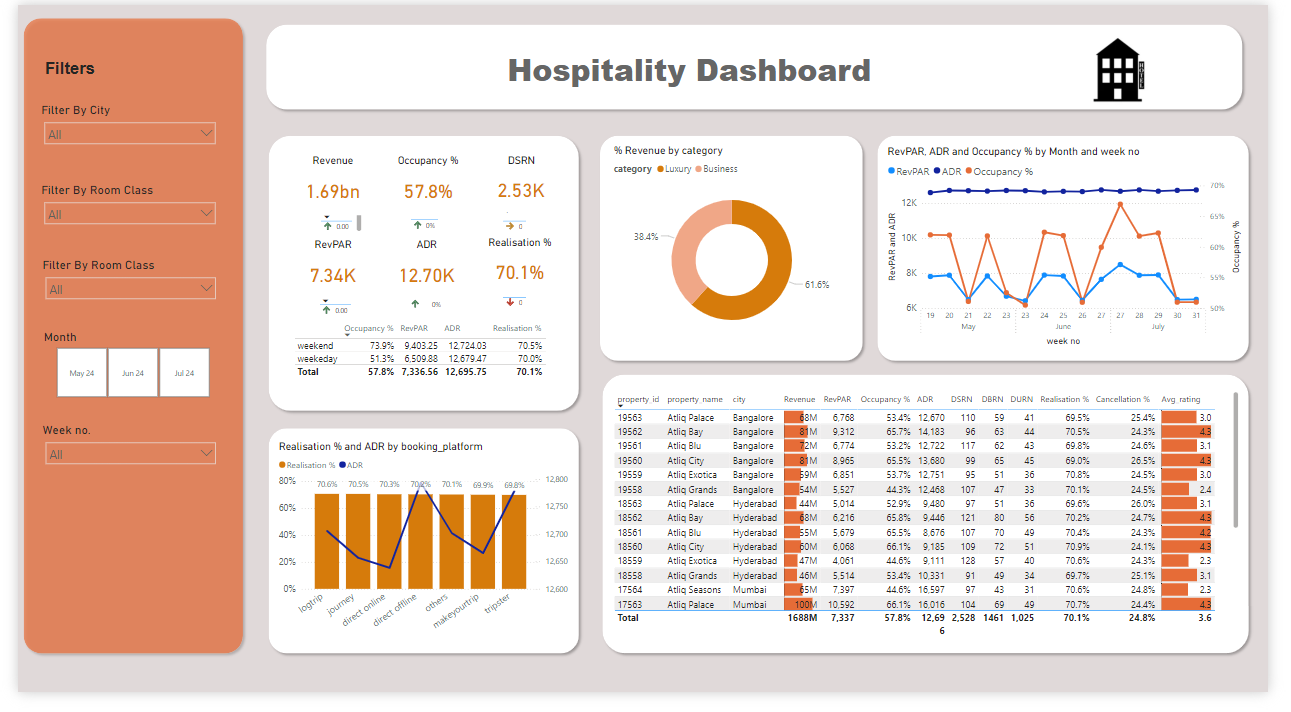 Hospitality Dashboard
HOTEL
Filters
Filter By City
All
Filter By Room Class
All
Filter By Room Class
All
Month
May 24 Jun 24 Jul 24
Week no.
All
Revenue Occupancy % DSRN
1.69bn 57.8% 2.53K
0.00 0% 0
RevPAR ADR Realisation %
7.34K 12.70K 70.1%
0.00 0% 0
Occupancy % RevPAR ADR Realisation %
weekend 73.9% 9,403.25 12,724.03 70.5%
weekeday 51.3% 6,509.88 12,679.47 70.0%
Total 57.8% 7,336.56 12,695.75 70.1%
% Revenue by category
category Luxury Business
38.4%
61.6%
RevPAR, ADR and Occupancy % by Month and week no
RevPAR ADR Occupancy %
RevPAR and ADR
12K
10K
8K
6K
70%
65%
60%
55%
50%
Occupancy %
19 20 21 22 23 23 24 25 26 27 27 28 29 30 31
May June July
week no
Realisation % and ADR by booking_platform
Realisation % ADR
80%
60%
40%
20%
0%
70.6% 70.5% 70.3% 70.2% 70.1% 69.9% 69.8%
12,800
12,750
12,700
12,650
12,600
logtrip journey direct online direct offline others makeyourtrip tripster
property_id property_name city Revenue RevPAR Occupancy % ADR DSRN DBRN DURN Realisation % Cancellation % Avg_rating
19563 Atliq Palace Bangalore 68M 6,768 53.4% 12,670 110 59 41 69.5% 25.4% 3.0
19562 Atliq Bay Bangalore 81M 9,312 65.7% 14,183 96 63 44 70.5% 24.3% 4.3
19561 Atliq Blu Bangalore 72M 6,774 53.2% 12,722 117 62 43 69.8% 24.6% 3.1
19560 Atliq City Bangalore 81M 8,965 65.5% 13,680 99 65 45 69.0% 26.5% 4.3
19559 Atliq Exotica Bangalore 59M 6,851 53.7% 12,751 95 51 36 70.8% 24.5% 3.1
19558 Atliq Grands Bangalore 54M 5,527 44.3% 12,468 107 47 33 70.1% 24.5% 2.4
18563 Atliq Palace Hyderabad 44M 5,014 52.9% 9,480 97 51 36 69.6% 26.0% 3.1
18562 Atliq Bay Hyderabad 68M 6,216 65.8% 9,446 121 80 56 70.2% 24.7% 4.3
18561 Atliq Blu Hyderabad 55M 5,679 65.5% 8,676 107 70 49 70.4% 24.3% 4.2
18560 Atliq City Hyderabad 60M 6,068 66.1% 9,185 109 72 51 70.9% 24.1% 4.3
18559 Atliq Exotica Hyderabad 47M 4,061 44.6% 9,111 128 57 40 70.6% 24.3% 2.3
18558 Atliq Grands Hyderabad 46M 5,514 53.4% 10,331 91 49 34 69.7% 25.1% 3.1
17564 Atliq Seasons Mumbai 65M 7,397 44.6% 16,597 97 43 31 70.6% 24.8% 2.3
17563 Atliq Palace Mumbai 100M 10,592 66.1% 16,016 104 69 49 70.7% 24.4% 4.3
Total 1688M 7,337 57.8% 12,69 2,528 1461 1,025 70.1% 24.8% 3.6
6